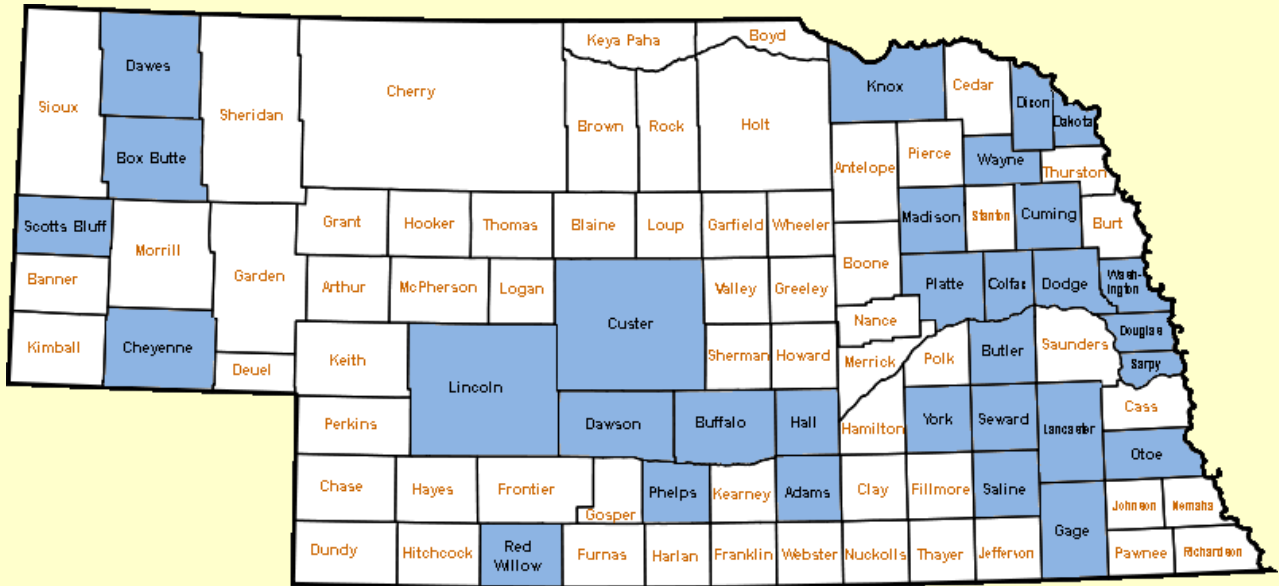 Keya Paha
Boyd
Dawes
Cherry
Knox
Cedar
Sioux
Sheridan
Dixon
Dakota
Brown
Rock
Holt
Box Butte
Antelope
Pierce
Wayne
Thurston
Scotts Bluff
Morrill
Grant
Hooker
Thomas
Blaine
Loup
Garfield
Wheeler
Madison
Stanton
Cuming
Burt
Banner
Garden
Arthur
McPherson
Logan
Valley
Greeley
Boone
Platte
Colfax
Dodge
Wash-
ington
Custer
Nance
Kimball
Cheyenne
Deuel
Keith
Lincoln
Sherman
Howard
Merrick
Polk
Butler
Saunders
Douglas
Sarpy
Perkins
Dawson
Buffalo
Hall
Hamilton
York
Seward
Lancaster
Cass
Otoe
Chase
Hayes
Frontier
Gosper
Phelps
Kearney
Adams
Clay
Fillmore
Saline
Gage
Johnson
Nemaha
Dundy
Hitchcock
Red
Willow
Furnas
Harlan
Franklin
Webster
Nuckolls
Thayer
Jefferson
Pawnee
Richardson